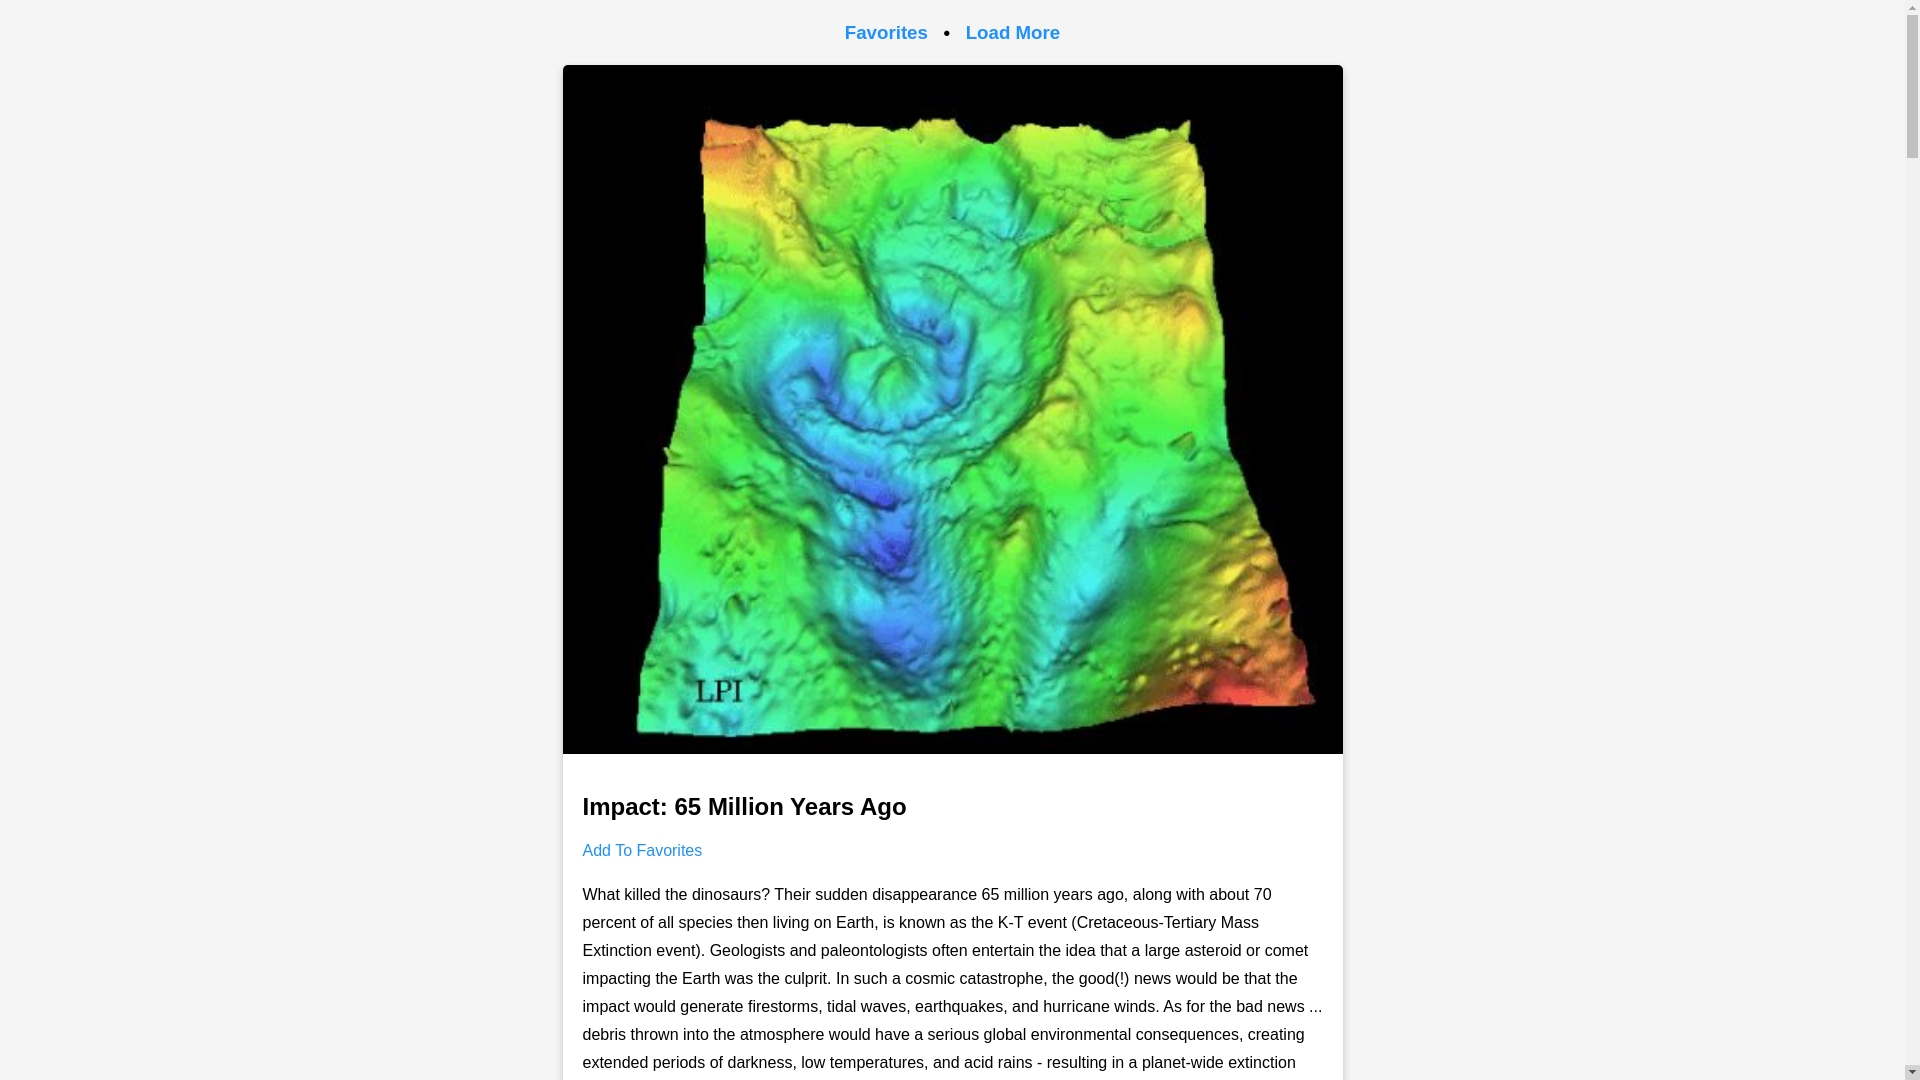 Favorites • Load More
LPI
Impact: 65 Million Years Ago
Add To Favorites
What killed the dinosaurs? Their sudden disappearance 65 million years ago, along with about 70
percent of all species then living on Earth, is known as the K-T event (Cretaceous-Tertiary Mass
Extinction event). Geologists and paleontologists often entertain the idea that a large asteroid or comet
impacting the Earth was the culprit. In such a cosmic catastrophe, the good(!) news would be that the
impact would generate firestorms, tidal waves, earthquakes, and hurricane winds. As for the bad news ...
debris thrown into the atmosphere would have a serious global environmental consequences, creating
extended periods of darkness, low temperatures, and acid rains - resulting in a planet-wide extinction